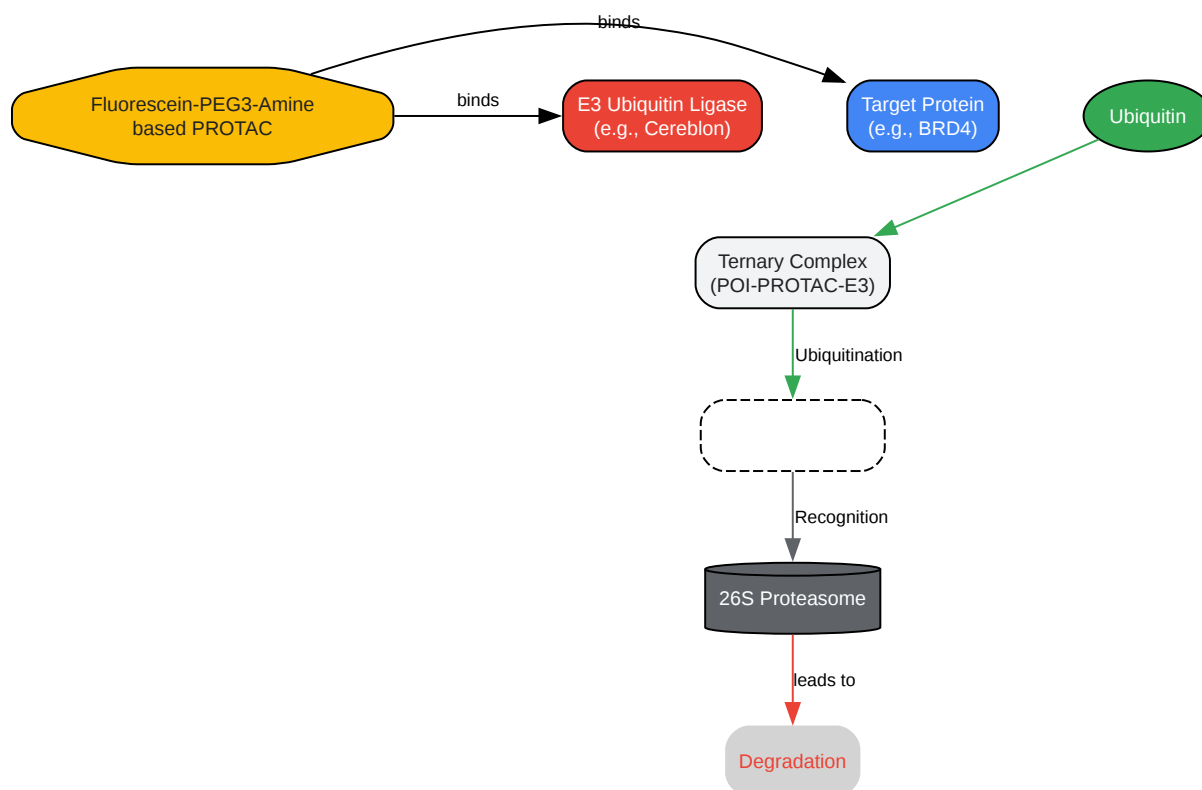 binds
Fluorescein-PEG3-Amine
based PROTAC
binds
E3 Ubiquitin Ligase
(e.g., Cereblon)
Target Protein
(e.g., BRD4)
Ubiquitin
Ternary Complex
(POI-PROTAC-E3)
Ubiquitination
Recognition
26S Proteasome
leads to
Degradation